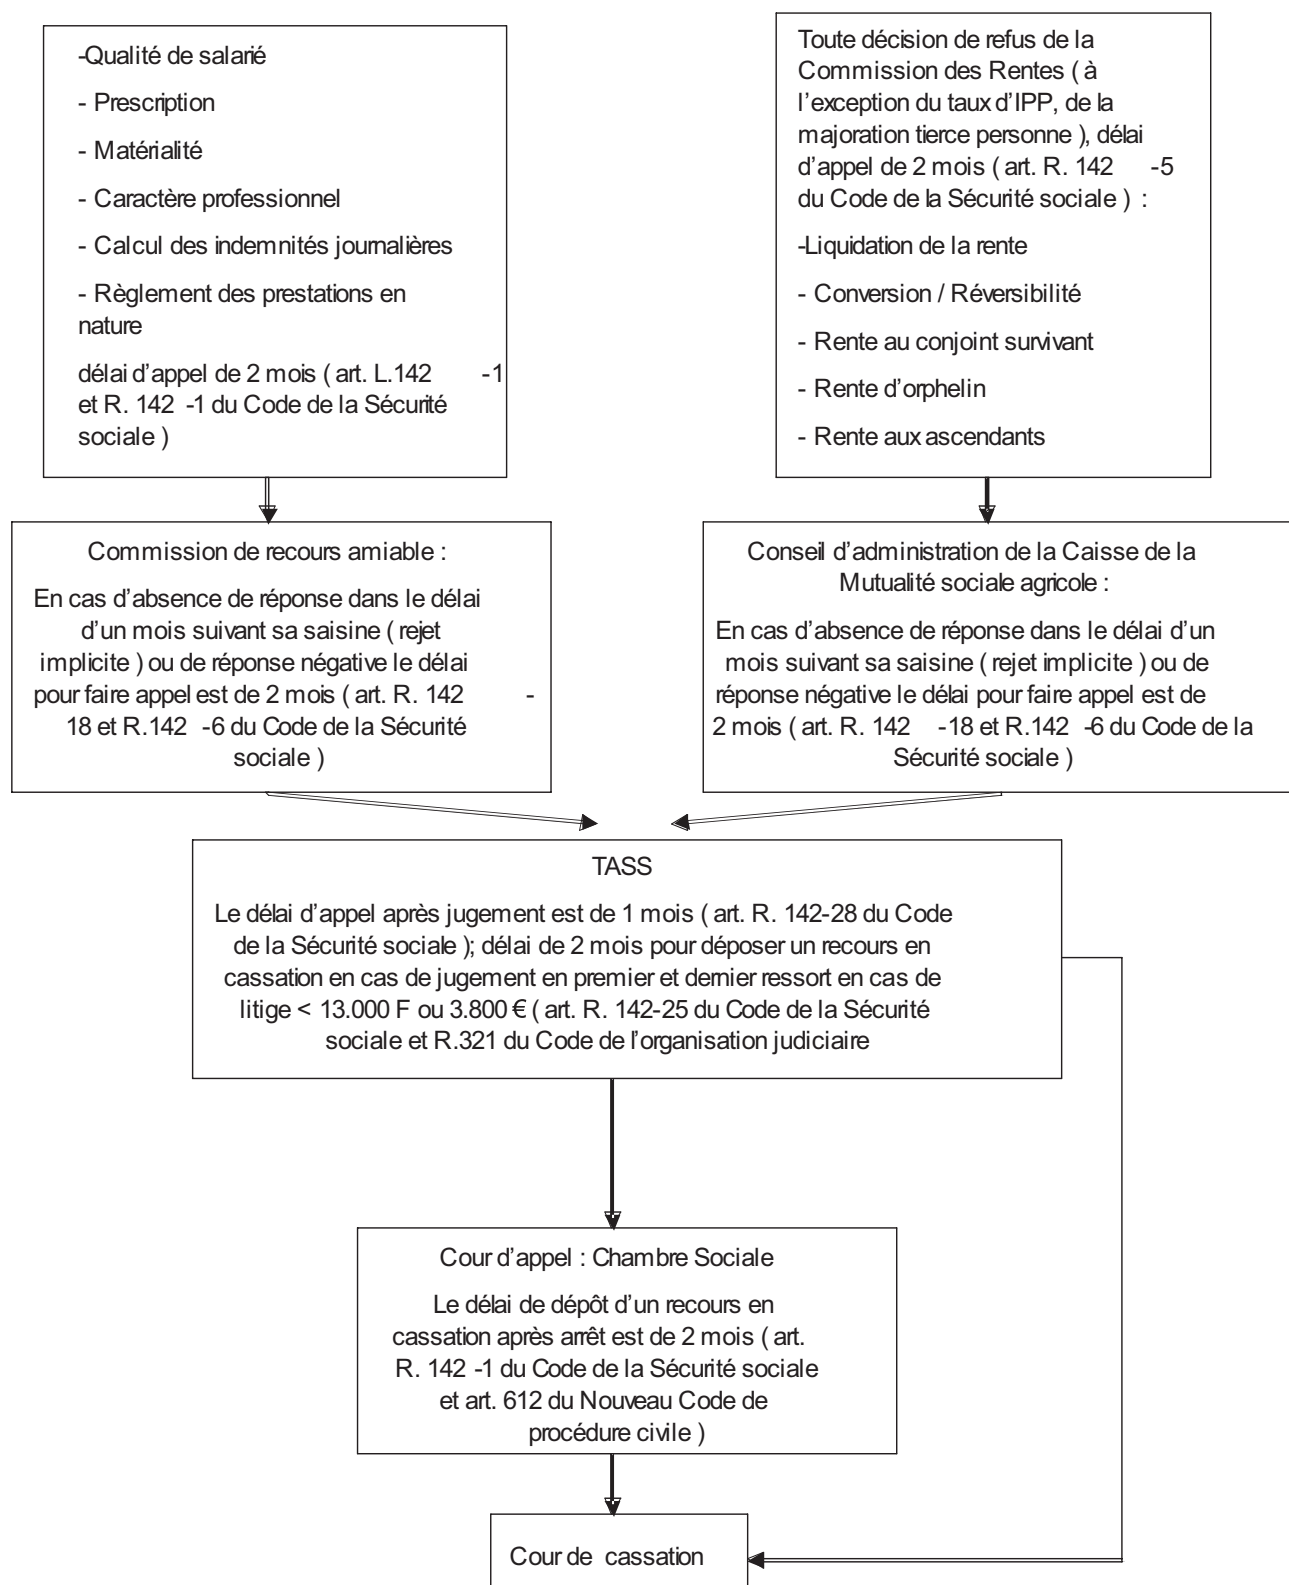 -Qualité de salarié
- Prescription
- Matérialité
- Caractère professionnel
- Calcul des indemnités journalières
- Règlement des prestations en
nature
délai d’appel de 2 mois ( art. L.142 -1
et R. 142 -1 du Code de la Sécurité
sociale )
Toute décision de refus de la
Commission des Rentes ( à
l’exception du taux d’IPP, de la
majoration tierce personne ), délai
d’appel de 2 mois ( art. R. 142 -5
du Code de la Sécurité sociale ) :
-Liquidation de la rente
- Conversion / Réversibilité
- Rente au conjoint survivant
- Rente d’orphelin
- Rente aux ascendants
Commission de recours amiable :
En cas d’absence de réponse dans le délai
d’un mois suivant sa saisine ( rejet
implicite ) ou de réponse négative le délai
pour faire appel est de 2 mois ( art. R. 142 -
18 et R.142 -6 du Code de la Sécurité
sociale )
Conseil d’administration de la Caisse de la
Mutualité sociale agricole :
En cas d’absence de réponse dans le délai d’un
mois suivant sa saisine ( rejet implicite ) ou de
réponse négative le délai pour faire appel est de
2 mois ( art. R. 142 -18 et R.142 -6 du Code de la
Sécurité sociale )
TASS
Le délai d’appel après jugement est de 1 mois ( art. R. 142-28 du Code
de la Sécurité sociale ); délai de 2 mois pour déposer un recours en
cassation en cas de jugement en premier et dernier ressort en cas de
litige < 13.000 F ou 3.800 € ( art. R. 142-25 du Code de la Sécurité
sociale et R.321 du Code de l’organisation judiciaire
Cour d’appel : Chambre Sociale
Le délai de dépôt d’un recours en
cassation après arrêt est de 2 mois ( art.
R. 142 -1 du Code de la Sécurité sociale
et art. 612 du Nouveau Code de
procédure civile )
Cour de cassation